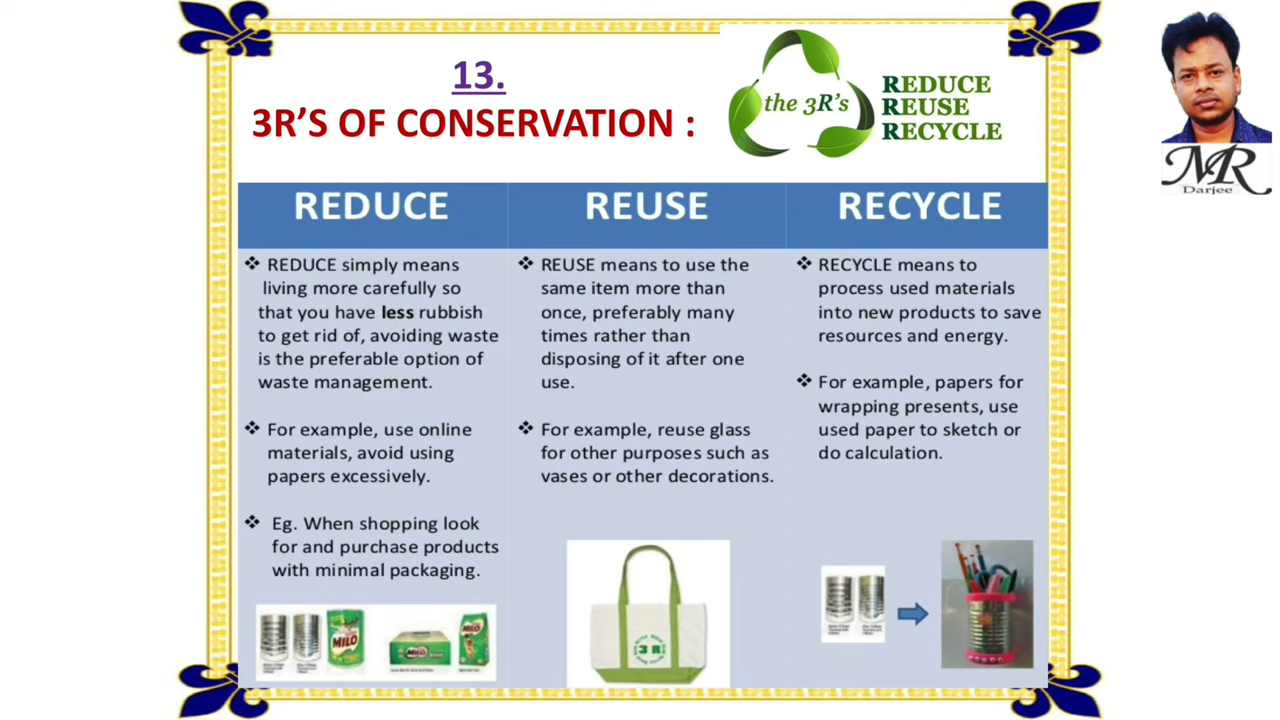 13.
3R’S OF CONSERVATION :
the 3R's
REDUCE
REUSE
RECYCLE
MR
Darjee
REDUCE
REUSE
RECYCLE
❖ REDUCE simply means
living more carefully so
that you have less rubbish
to get rid of, avoiding waste
is the preferable option of
waste management.
❖ For example, use online
materials, avoid using
papers excessively.
❖ Eg. When shopping look
for and purchase products
with minimal packaging.
MILO
MILO
MILO
❖ REUSE means to use the
same item more than
once, preferably many
times rather than
disposing of it after one
use.
❖ For example, reuse glass
for other purposes such as
vases or other decorations.
3 R
❖ RECYCLE means to
process used materials
into new products to save
resources and energy.
❖ For example, papers for
wrapping presents, use
used paper to sketch or
do calculation.